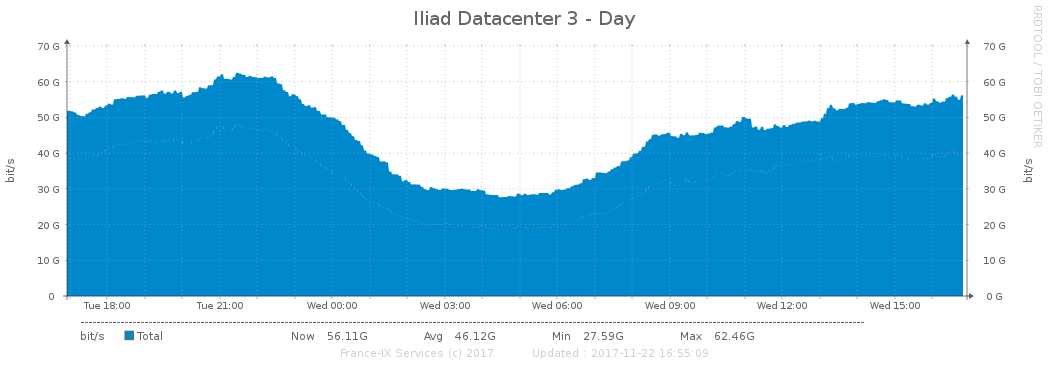 Iliad Datacenter 3 - Day
RRDTOOL / TOBI OETIKER
70 G 70 G
60 G 60 G
50 G 50 G
40 G 40 G
30 G 30 G
20 G 20 G
10 G 10 G
0 0 G
bit/s bit/s
Tue 18:00 Tue 21:00 Wed 00:00 Wed 03:00 Wed 06:00 Wed 09:00 Wed 12:00 Wed 15:00
bit/s Total Now 56.11G Avg 46.12G Min 27.59G Max 62.46G
France-IX Services (c) 2017 Updated : 2017-11-22 16:55:09